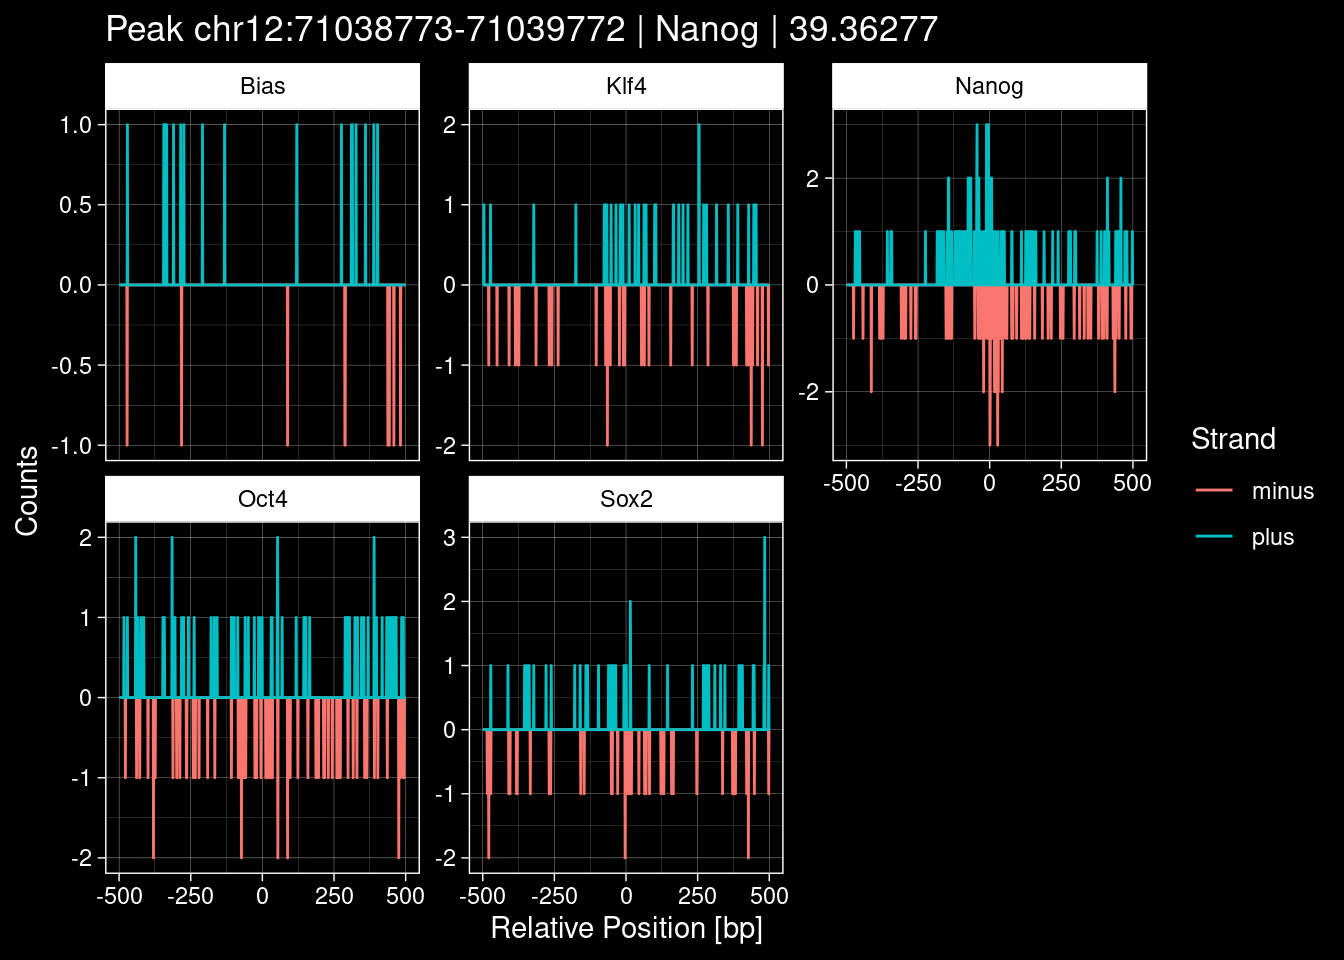 Peak chr12:71038773-71039772 | Nanog | 39.36277
Bias
Klf4
Nanog
1.0
0.5
0.0
-0.5
-1.0
2
1
0
-1
-2
2
0
-2
-500 -250 0 250 500
Oct4
Sox2
2
1
0
-1
-2
3
2
1
0
-1
-2
-500 -250 0 250 500
-500 -250 0 250 500
Relative Position [bp]
Counts
Strand
minus
plus